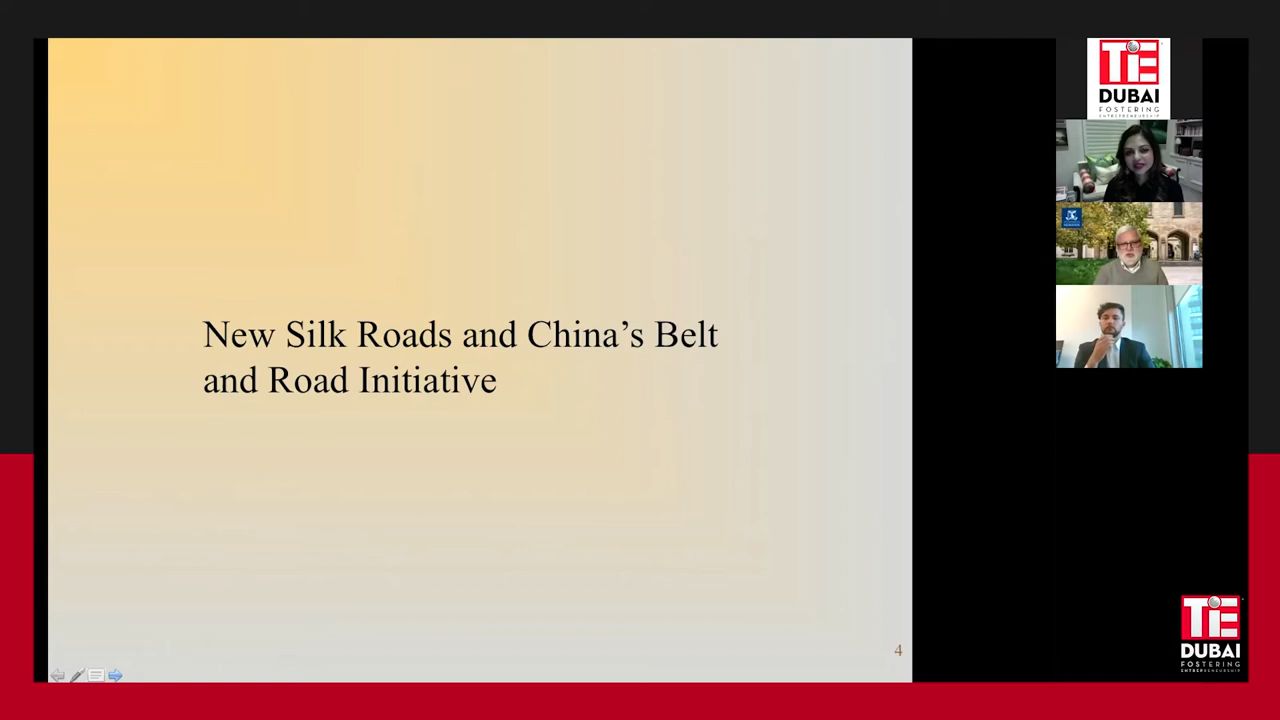 New Silk Roads and China’s Belt
and Road Initiative
4
TiE
DUBAI
FOSTERING
ENTREPRENEURSHIP
TiE
DUBAI
FOSTERING
ENTREPRENEURSHIP